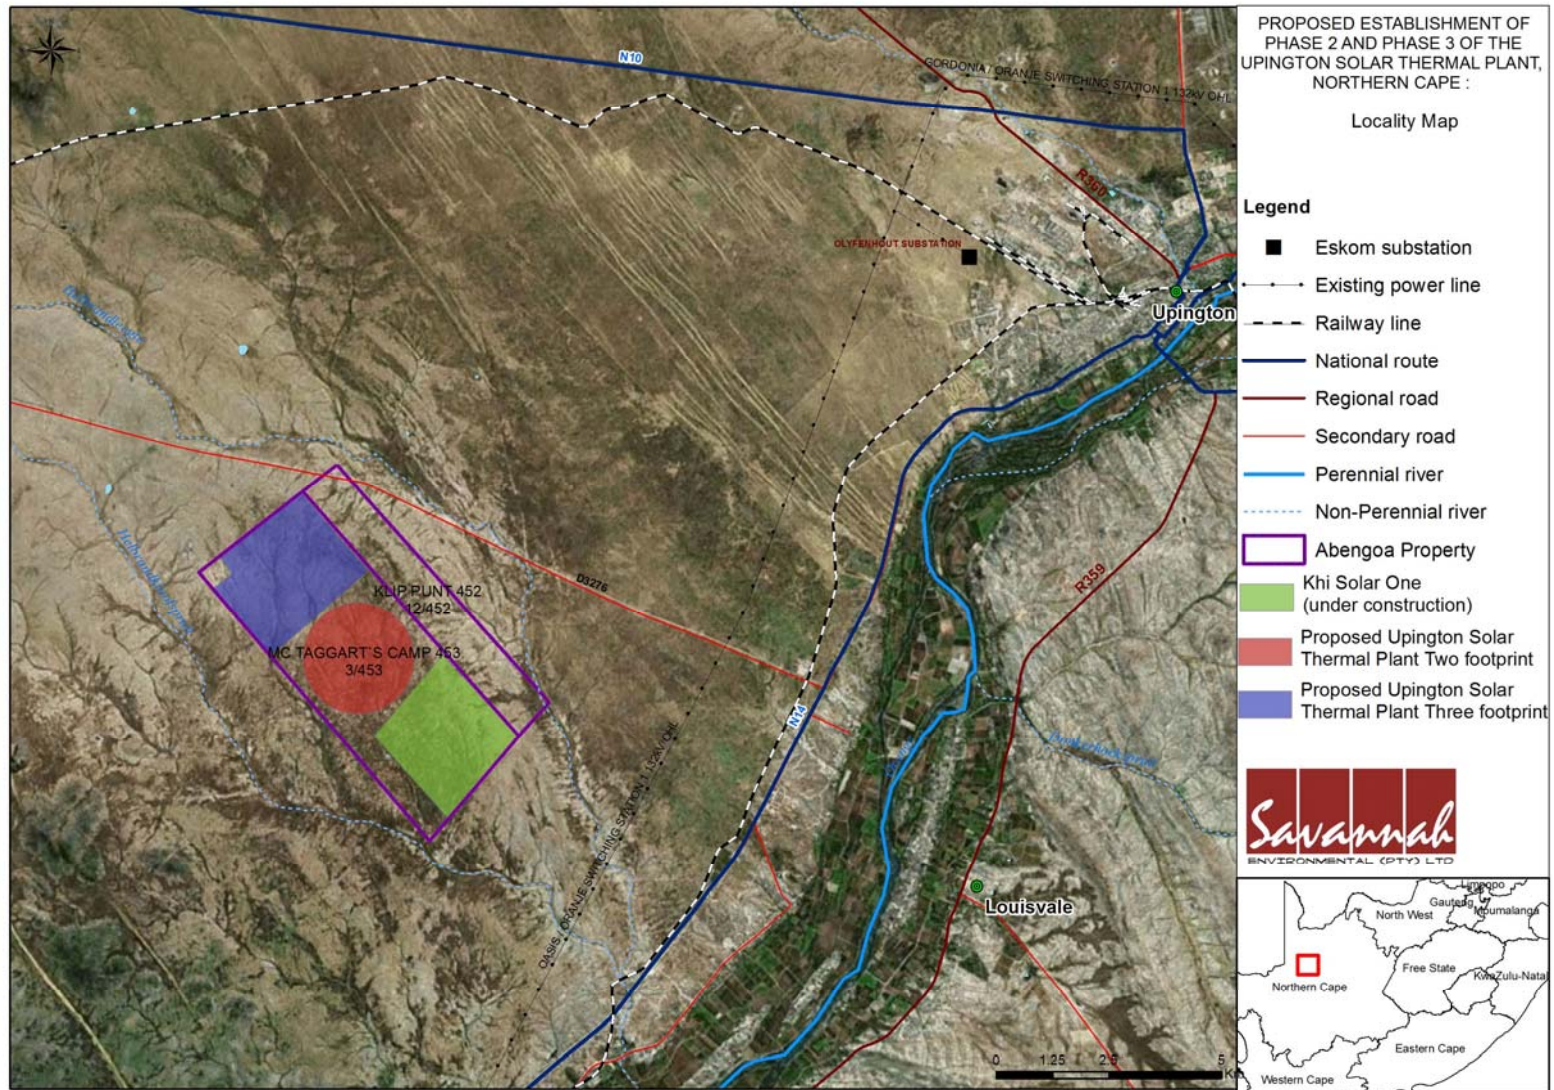 PROPOSED ESTABLISHMENT OF
PHASE 2 AND PHASE 3 OF THE
UPINGTON SOLAR THERMAL PLANT,
NORTHERN CAPE :
Locality Map
Legend
Eskom substation
Existing power line
Railway line
National route
Regional road
Secondary road
Perennial river
Non-Perennial river
Abengoa Property
Khi Solar One
(under construction)
Proposed Upington Solar
Thermal Plant Two footprint
Proposed Upington Solar
Thermal Plant Three footprint
Savannah
ENVIRONMENTAL (PTY) LTD
Limpopo
Gauteng
Mpumalanga
North West
Free State
KwaZulu-Natal
Northern Cape
Eastern Cape
Western Cape
N10
GORDONIA / ORANJE SWITCHING STATION 1 132kV OHL
R360
OLYFENHOUT SUBSTATION
Upington
D3276
KLIP PUNT 452
12/452
MC TAGGART'S CAMP 453
3/453
R359
N14
OASIS / ORANJE SWITCHING STATION 1 132kV OHL
Louisvale
0 1.25 2.5 5
Km